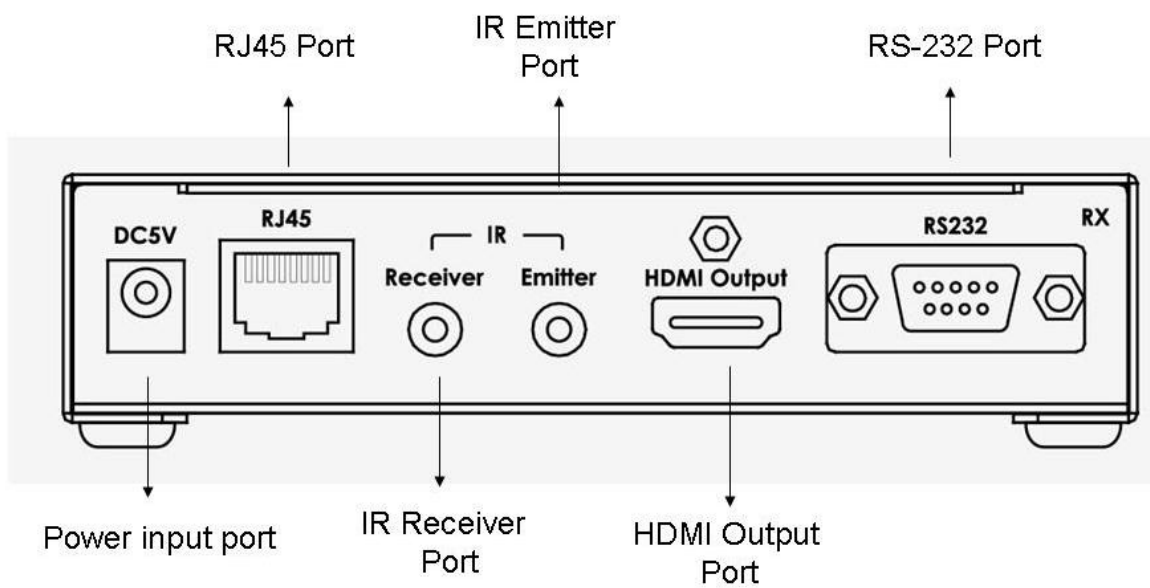 RJ45 Port
IR Emitter
Port
RS-232 Port
DC5V
RJ45
IR
Receiver
Emitter
HDMI Output
RS232
RX
Power input port
IR Receiver
Port
HDMI Output
Port